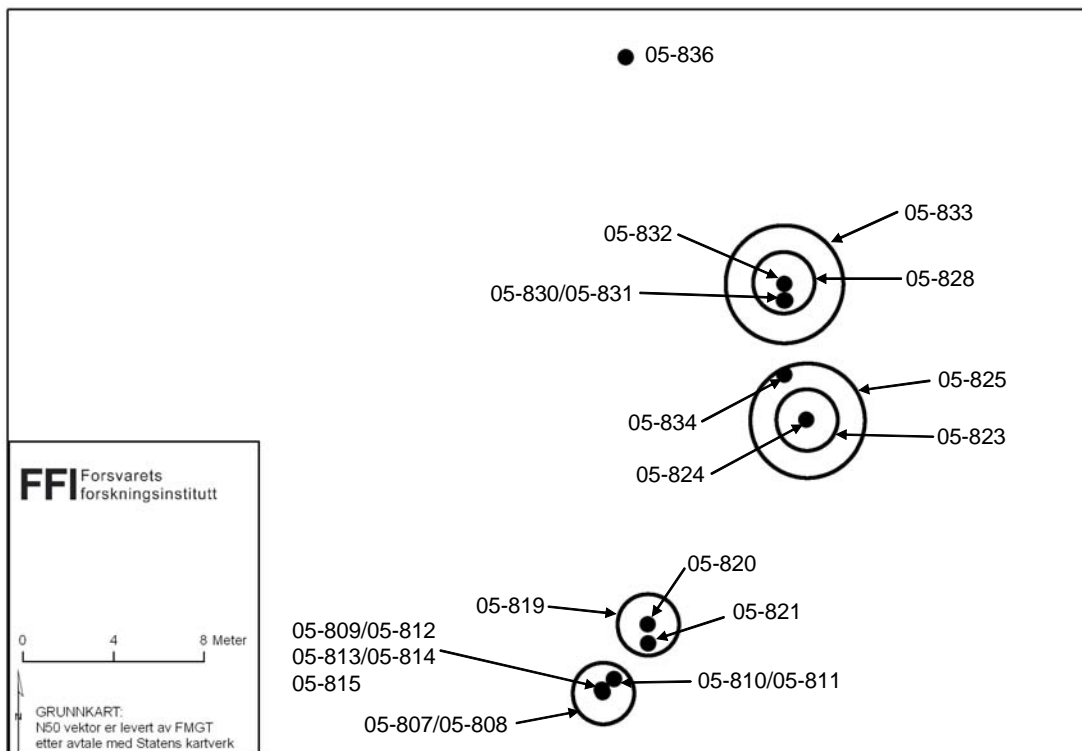 05-836
05-833
05-832
05-828
05-830/05-831
05-825
05-834
05-823
05-824
FFI Forsvarets
forskningsinstitutt
05-820
05-819
05-821
0 4 8 Meter
05-809/05-812
05-813/05-814
05-815
05-810/05-811
05-807/05-808
N
GRUNNKART:
N50 vektor er levert av FMGT
etter avtale med Statens kartverk